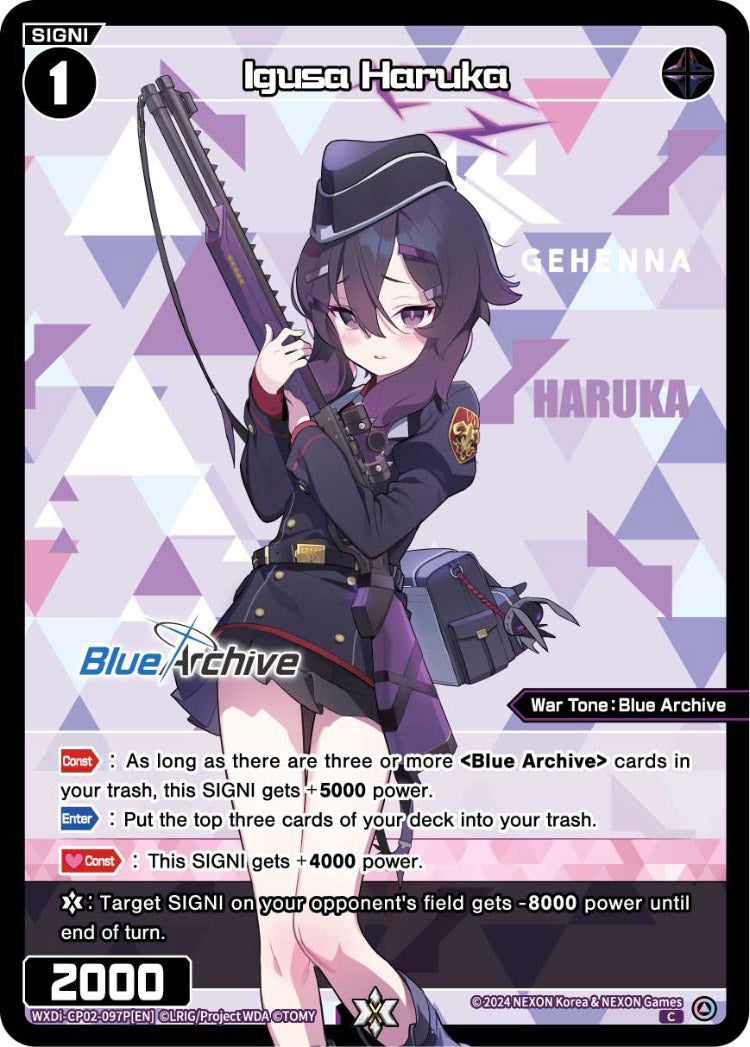 SIGNI
1
Igusa Haruka
GEHENNA
HARUKA
Blue Archive
War Tone:Blue Archive
Const : As long as there are three or more <Blue Archive> cards in
your trash, this SIGNI gets +5000 power.
Enter : Put the top three cards of your deck into your trash.
Const : This SIGNI gets +4000 power.
: Target SIGNI on your opponent's field gets -8000 power until
end of turn.
2000
©2024 NEXON Korea & NEXON Games
WXDi-CP02-097P[EN] ©LRIG/Project WDA ©TOMY
C